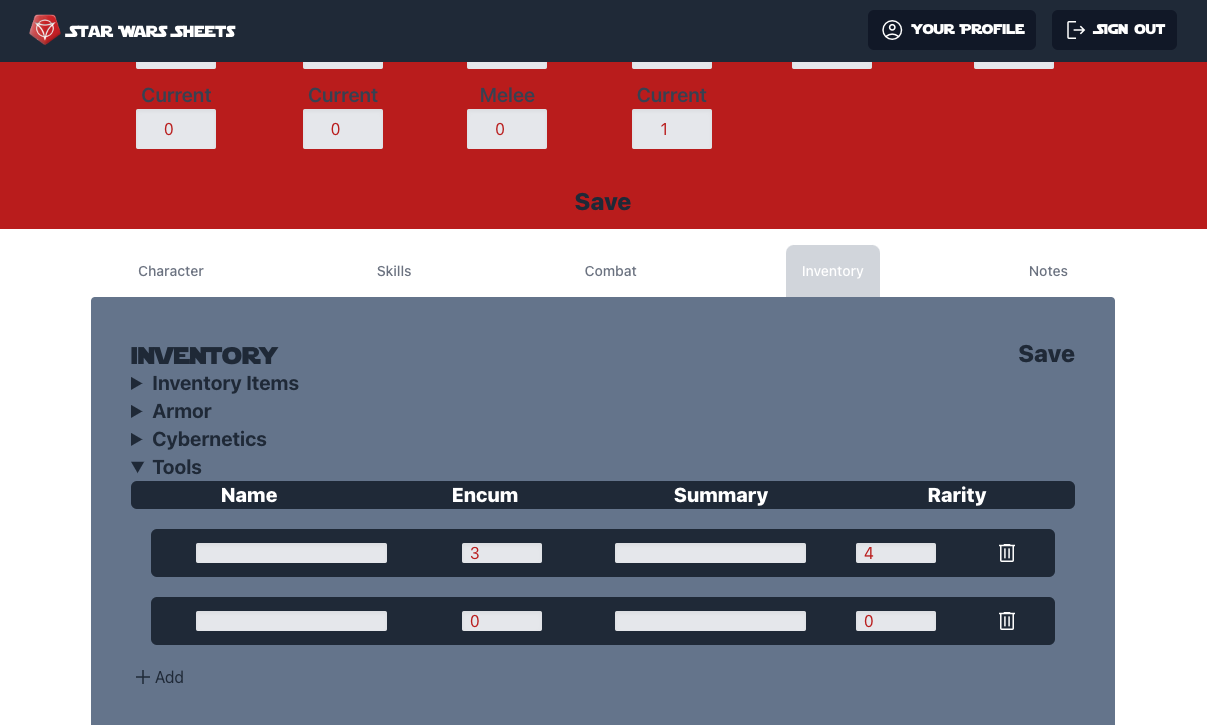 STAR WARS SHEETS YOUR PROFILE SIGN OUT
Current Current Melee Current
0 0 0 1
Save
Character Skills Combat Inventory Notes
INVENTORY Save
Inventory Items
Armor
Cybernetics
Tools
Name Encum Summary Rarity
3 4
0 0
Add